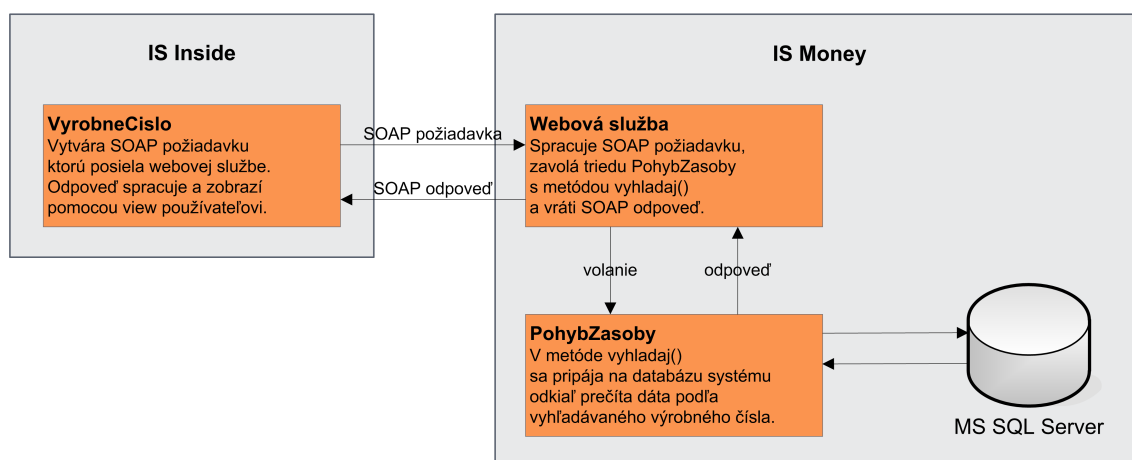 IS Inside
VyrobneCislo
Vytvára SOAP požiadavku
ktorú posiela webovej službe.
Odpoveď spracuje a zobrazí
pomocou view používateľovi.
SOAP požiadavka
SOAP odpoveď
IS Money
Webová služba
Spracuje SOAP požiadavku,
zavolá triedu PohybZasoby
s metódou vyhladaj()
a vráti SOAP odpoveď.
volanie
odpoveď
PohybZasoby
V metóde vyhladaj()
sa pripája na databázu systému
odkiaľ prečíta dáta podľa
vyhľadávaného výrobného čísla.
MS SQL Server